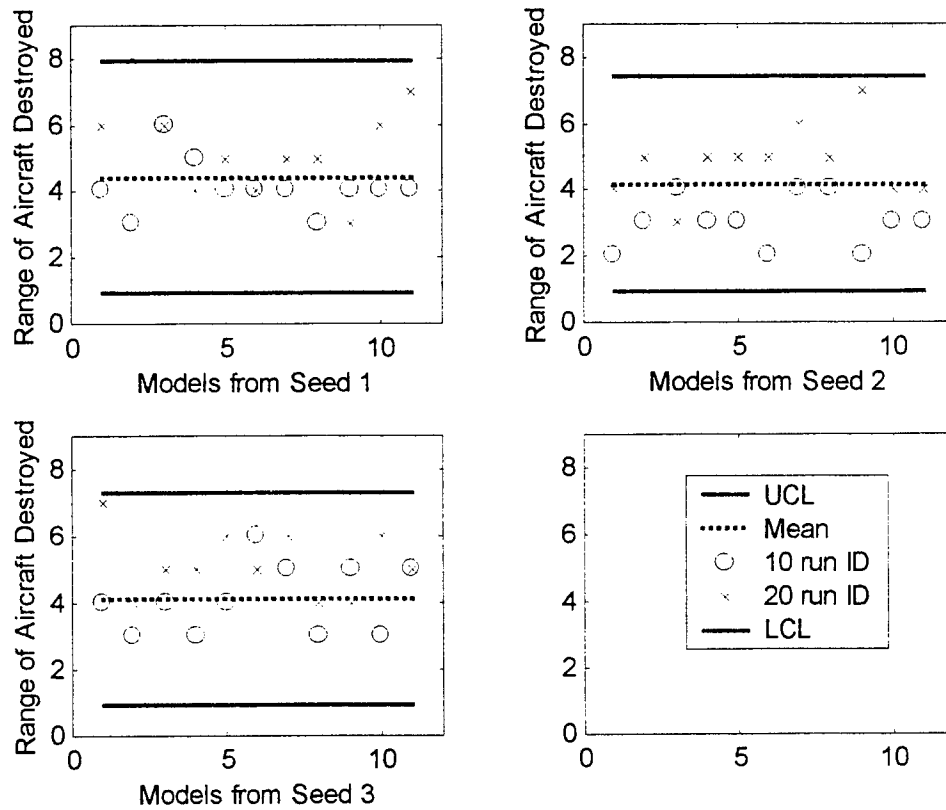 Range of Aircraft Destroyed
8
6
4
2
0
0 5 10
Models from Seed 1
Range of Aircraft Destroyed
8
6
4
2
0
0 5 10
Models from Seed 2
Range of Aircraft Destroyed
8
6
4
2
0
0 5 10
Models from Seed 3
8
6
4
2
0
0 5 10
UCL
Mean
10 run ID
20 run ID
LCL